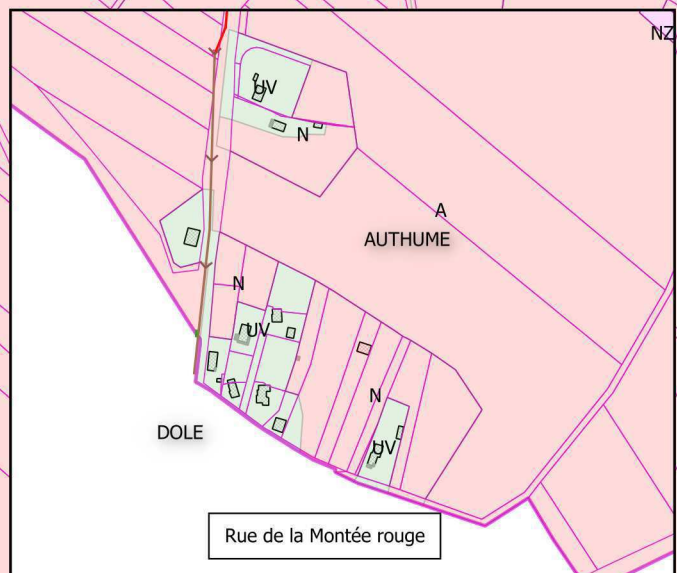 NZ
UV
N
A
AUTHUME
N
UV
N
DOLE
UV
Rue de la Montée rouge